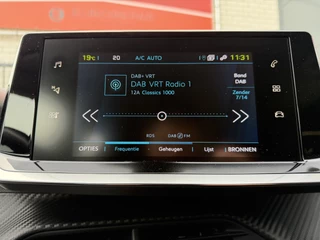 19°C 20 A/C AUTO 11:31
DAB+ VRT
DAB VRT Radio 1
12A Classics 1000
Band
DAB
Zender
7/14
RDS DAB FM
OPTIES Frequentie Geheugen Lijst BRONNEN